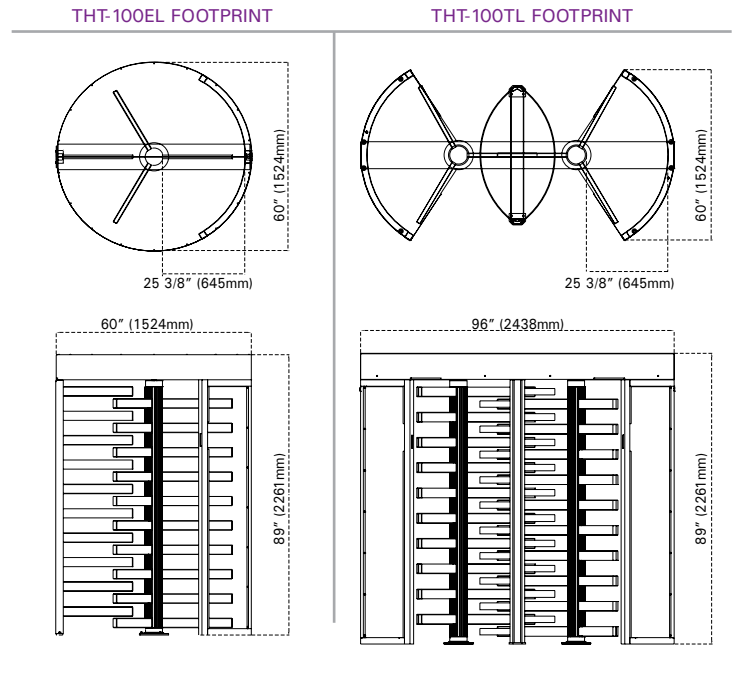 THT-100EL FOOTPRINT
60” (1524mm)
25 3/8” (645mm)
60” (1524mm)
89” (2261mm)
THT-100TL FOOTPRINT
60” (1524mm)
25 3/8” (645mm)
96” (2438mm)
89” (2261mm)